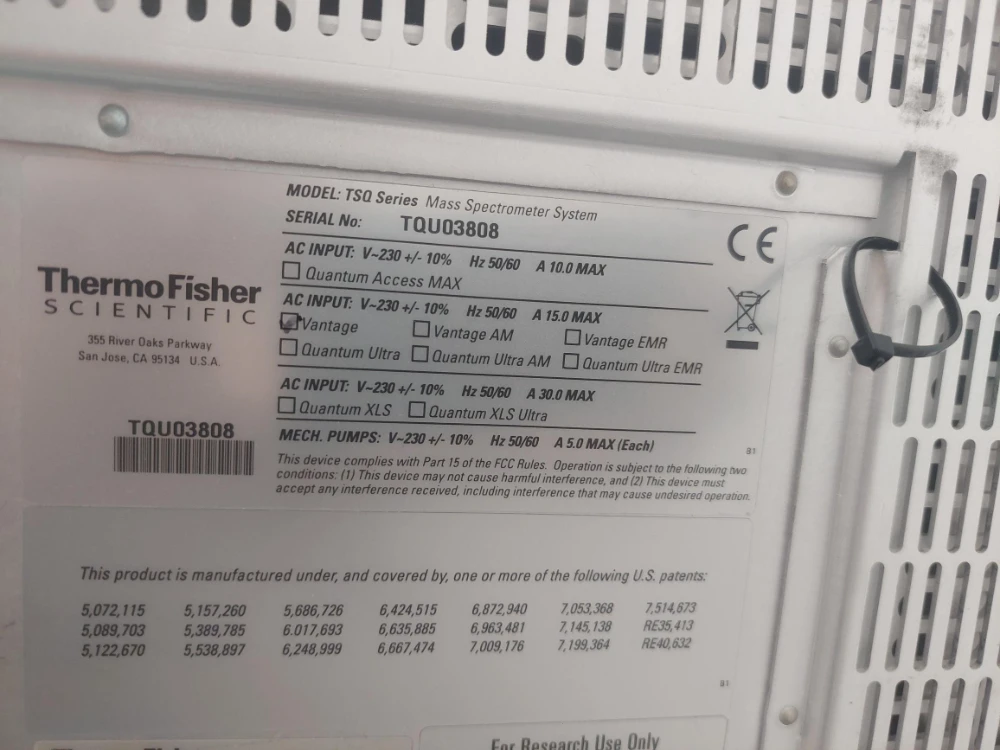 MODEL: TSQ Series Mass Spectrometer System
SERIAL No: TQU03808
AC INPUT: V~230 +/- 10% Hz 50/60 A 10.0 MAX
Quantum Access MAX
AC INPUT: V~230 +/- 10% Hz 50/60 A 15.0 MAX
Vantage Vantage AM Vantage EMR
Quantum Ultra Quantum Ultra AM Quantum Ultra EMR
AC INPUT: V~230 +/- 10% Hz 50/60 A 30.0 MAX
Quantum XLS Quantum XLS Ultra
MECH. PUMPS: V~230 +/- 10% Hz 50/60 A 5.0 MAX (Each)
B1
This device complies with Part 15 of the FCC Rules. Operation is subject to the following two
conditions: (1) This device may not cause harmful interference, and (2) This device must
accept any interference received, including interference that may cause undesired operation.
CE
ThermoFisher
SCIENTIFIC
355 River Oaks Parkway
San Jose, CA 95134 U.S.A.
TQU03808
This product is manufactured under, and covered by, one or more of the following U.S. patents:
5,072,115 5,157,260 5,686,726 6,424,515 6,872,940 7,053,368 7,514,673
5,089,703 5,389,785 6.017,693 6,635,885 6,963,481 7,145,138 RE35,413
5,122,670 5,538,897 6,248,999 6,667,474 7,009,176 7,199,364 RE40,632
B1
For Research Use Only